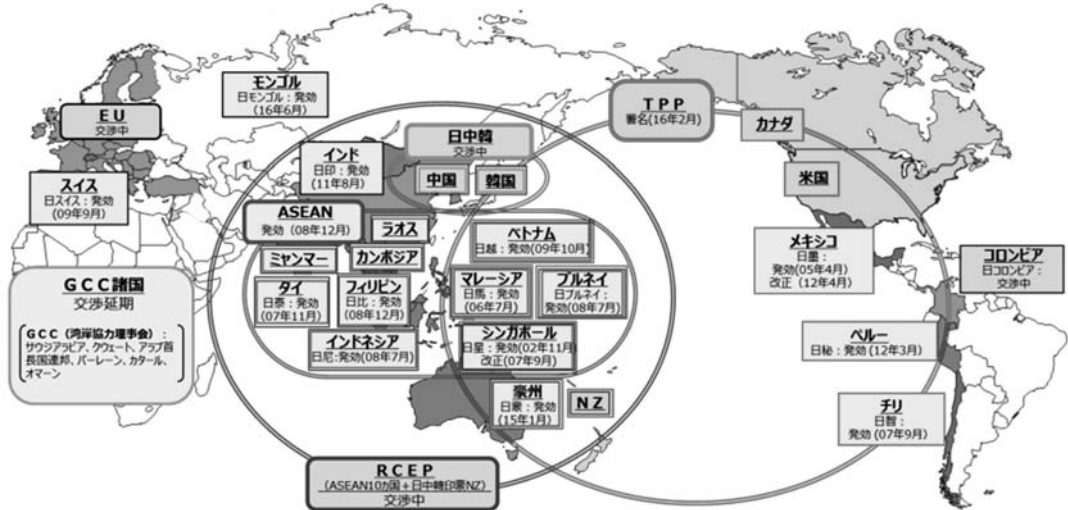 モンゴル
日モンゴル：発効
(16年6月)
EU
交渉中
TPP
署名(16年2月)
カナダ
日中韓
交渉中
インド
日印：発効
(11年8月)
中国
韓国
米国
スイス
日スイス：発効
(09年9月)
ASEAN
発効（08年12月）
ラオス
ベトナム
日越：発効(09年10月)
メキシコ
日墨：
発効(05年4月)
改正（12年4月）
コロンビア
日コロンビア：
交渉中
ミャンマー
カンボジア
GCC諸国
交渉延期
GCC（湾岸協力理事会）：
サウジアラビア、クウェート、アラブ首
長国連邦、バーレーン、カタール、
オマーン
タイ
日泰：発効
(07年11月)
フィリピン
日比：発効
(08年12月)
マレーシア
日馬：発効
(06年7月)
ブルネイ
日ブルネイ：
発効(08年7月)
インドネシア
日尼:発効(08年7月)
シンガポール
日星：発効(02年11月)
改正(07年9月)
ペルー
日秘：発効（12年3月）
豪州
日豪：発効
(15年1月)
NZ
チリ
日智：
発効（07年9月）
RCEP
(ASEAN10カ国＋日中韓印豪NZ)
交渉中